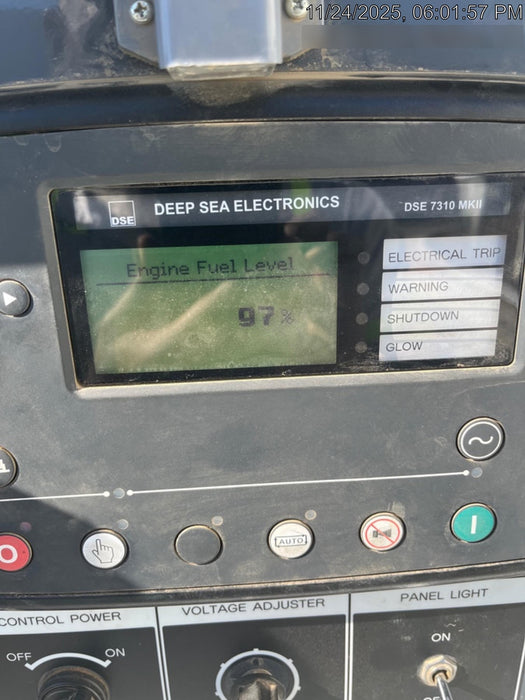 11/24/2025, 06:01:57 PM
DSE
DEEP SEA ELECTRONICS
DSE 7310 MKII
Engine Fuel Level
97 %
ELECTRICAL TRIP
WARNING
SHUTDOWN
GLOW
AUTO
CONTROL POWER
OFF
ON
VOLTAGE ADJUSTER
PANEL LIGHT
ON